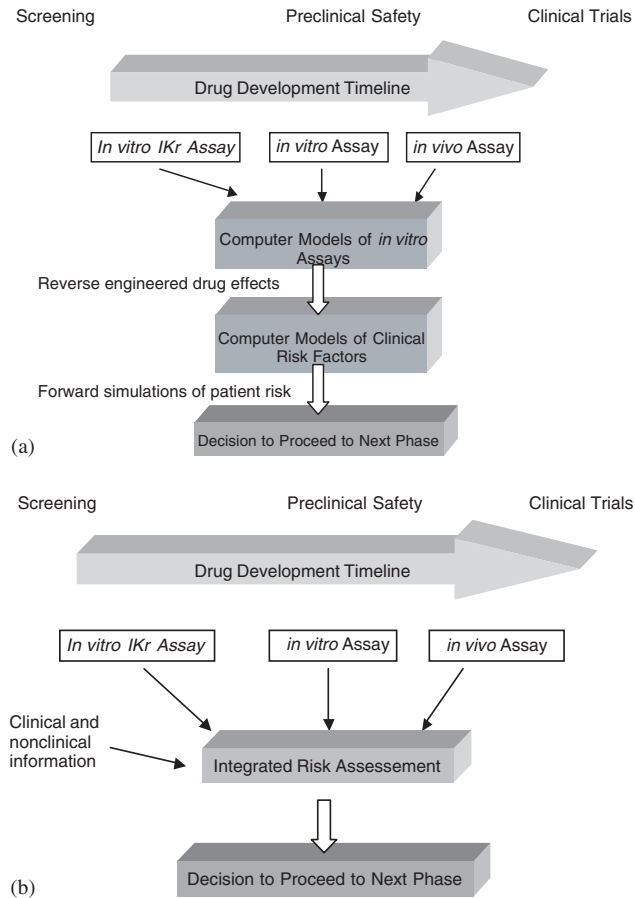 Screening Preclinical Safety Clinical Trials
Drug Development Timeline
In vitro IKr Assay in vitro Assay in vivo Assay
Computer Models of in vitro
Assays
Reverse engineered drug effects
Computer Models of Clinical
Risk Factors
Forward simulations of patient risk
Decision to Proceed to Next Phase
(a)
Screening Preclinical Safety Clinical Trials
Drug Development Timeline
In vitro IKr Assay in vitro Assay in vivo Assay
Clinical and
nonclinical
information
Integrated Risk Assessement
Decision to Proceed to Next Phase
(b)